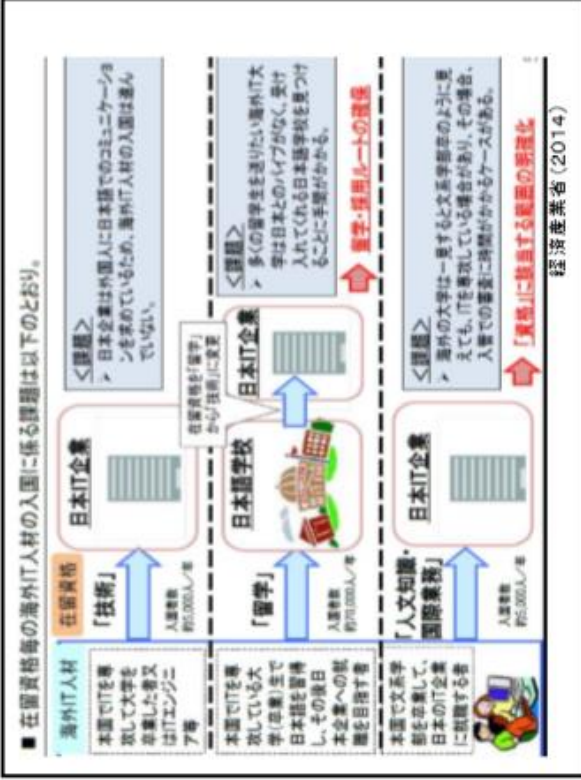 ■ 在留資格毎の海外IT人材の入国に係る課題は以下のとおり。
海外IT人材
在留資格
本国でITを専
攻して大学を
卒業した者又
はITエンジニ
ア等
「技術」
入国者数
約5,000人/年
日本IT企業
<課題>
➢ 日本企業は外国人に日本語でのコミュニケーショ
ンを求めているため、海外IT人材の入国は進ん
でいない。
本国でITを専
攻している大
学(卒業)生で
日本語を習得
し、その後日
本企業への就
職を目指す者
「留学」
入国者数
約70,000人/年
日本語学校
在留資格を「留学」
から「技術」に変更
日本IT企業
<課題>
➢ 多くの留学生を送りたい海外IT大
学は日本とのパイプがなく、受け
入れてくれる日本語学校を見つけ
ることに手間がかかる。
留学・採用ルートの確保
本国で文系学
部を卒業して、
日本のIT企業
に就職する者
「人文知識・
国際業務」
入国者数
約5,000人/年
日本IT企業
<課題>
➢ 海外の大学は一見すると文系学部卒のように見
えても、ITを専攻している場合があり、その場合、
入管での審査に時間がかかるケースがある。
「資格」に該当する範囲の明確化
経済産業省(2014)